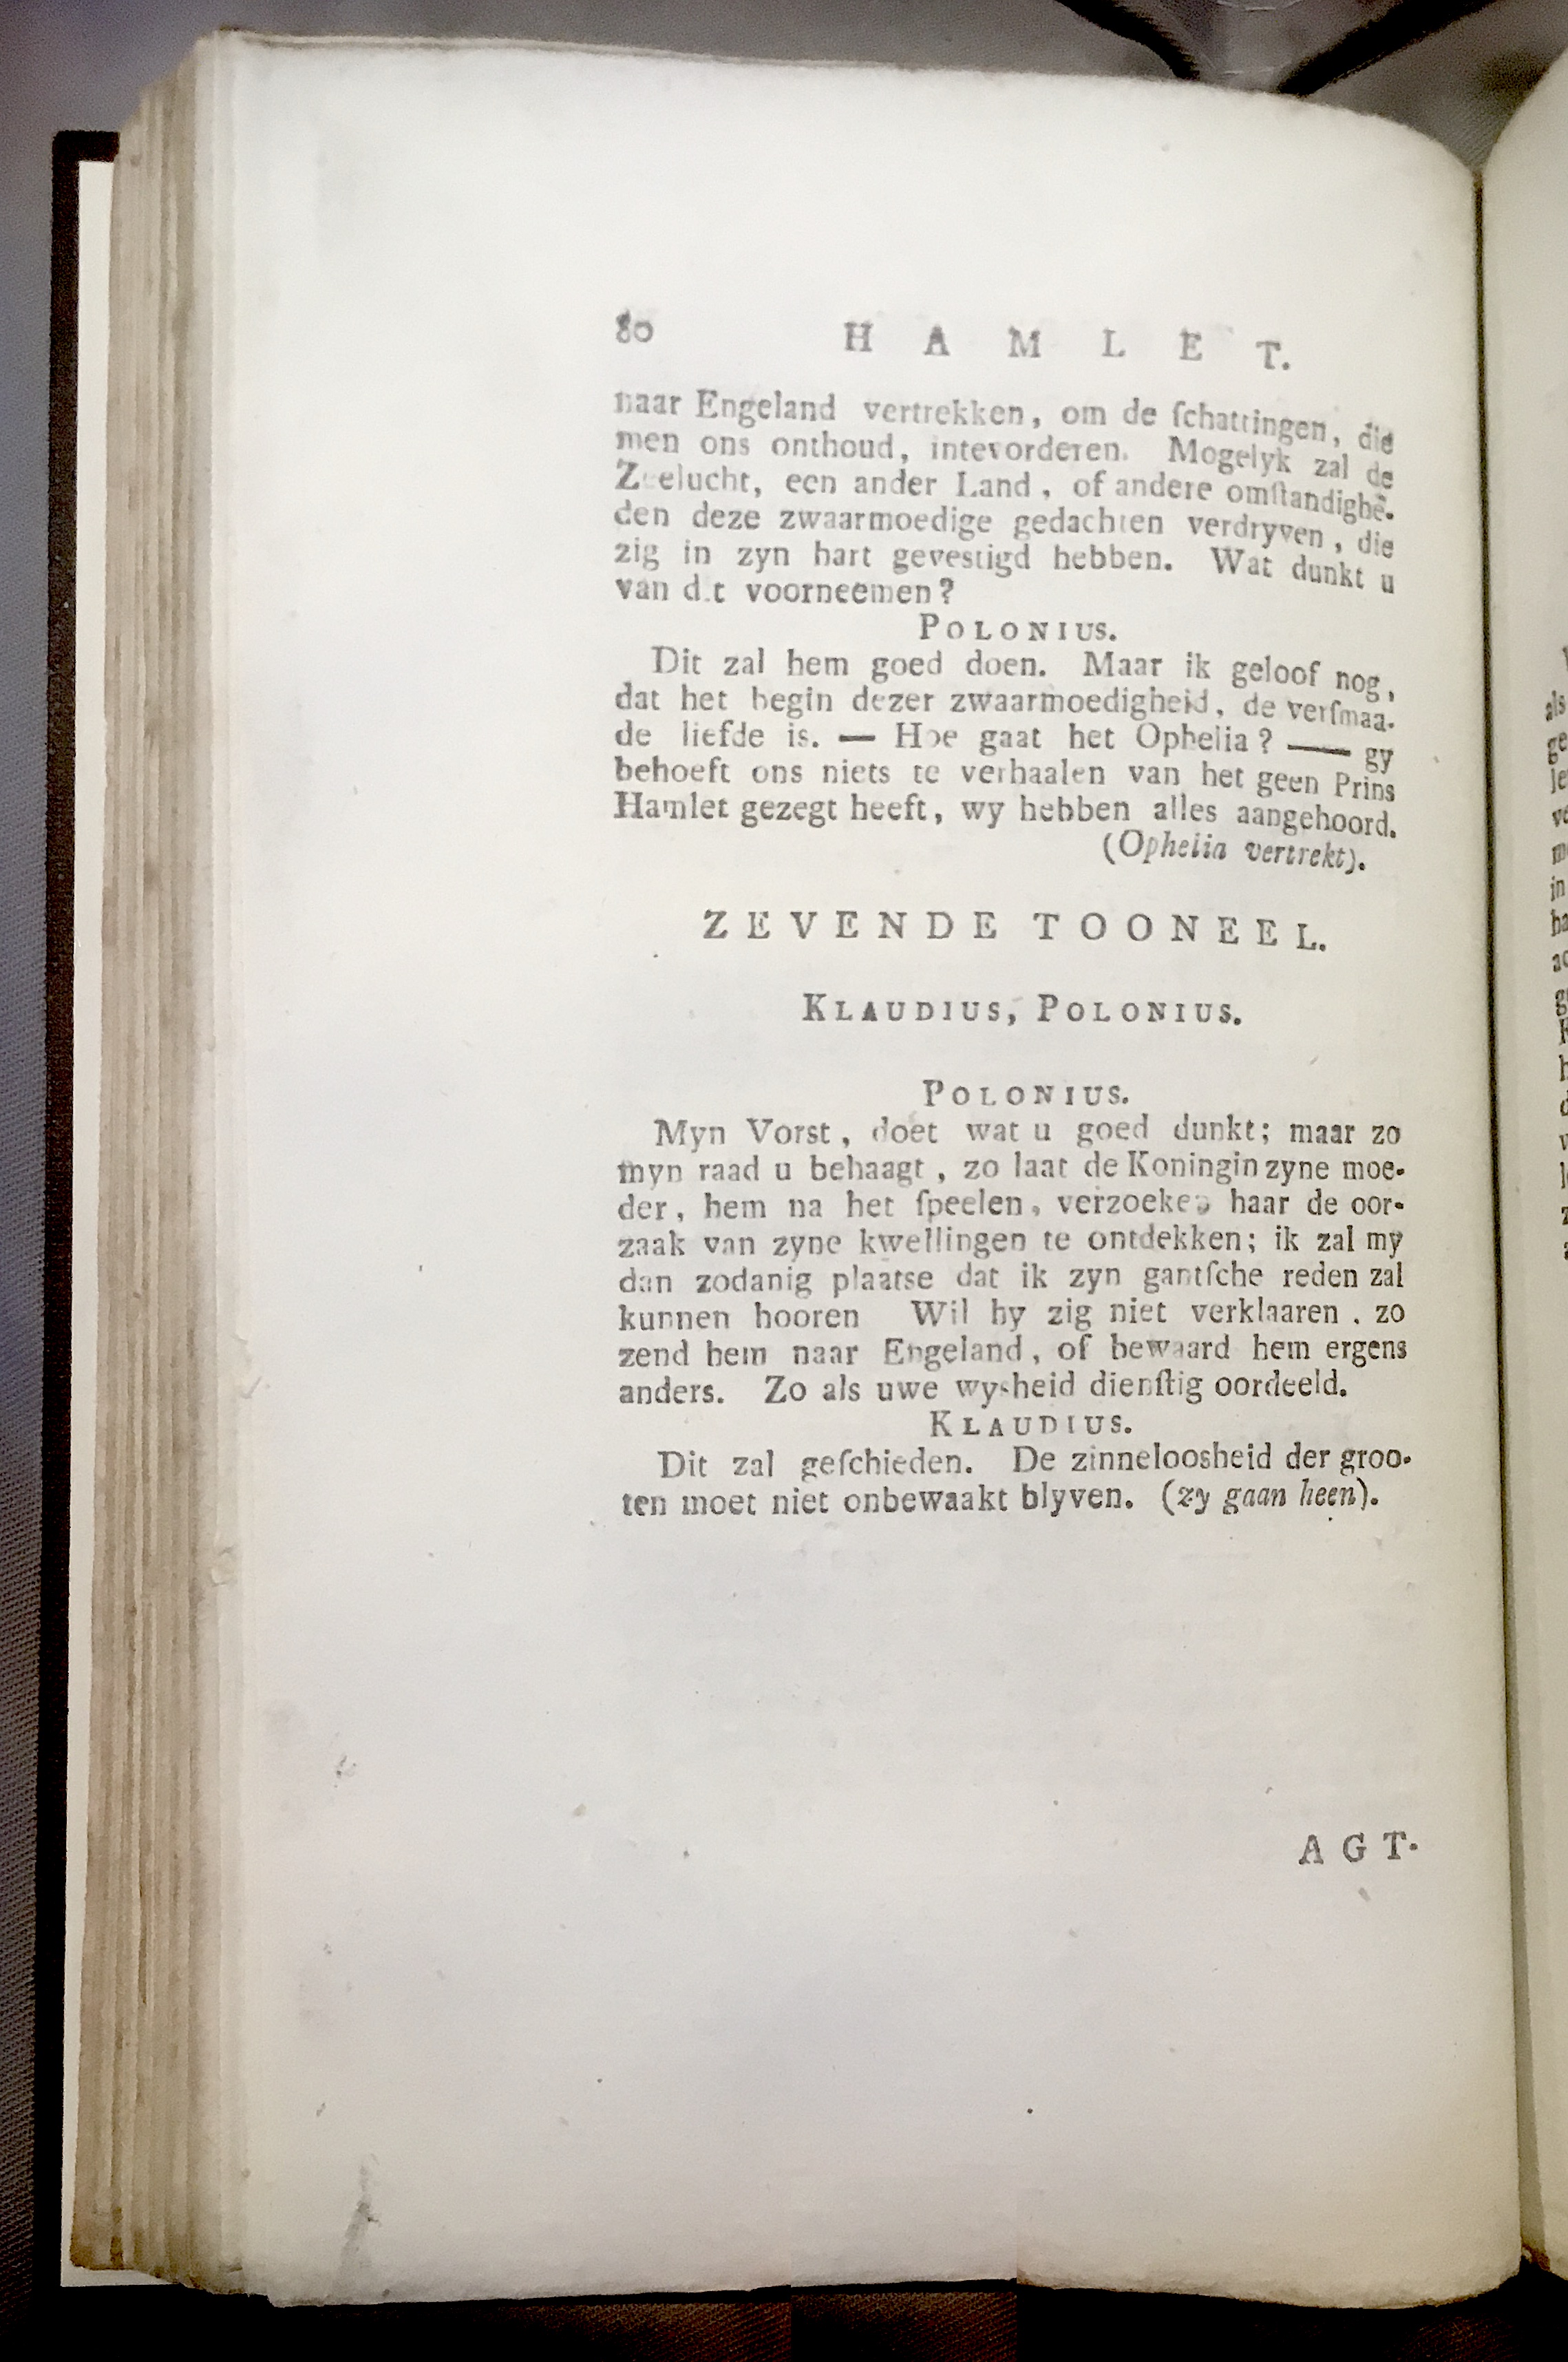 80 HAMLET.
naar Engeland vertrekken, om de ſchattingen, die
men ons onthoud, intevorderen. Mogelyk zal de
Zeelucht, een ander Land, of andere omſtandighe-
den deze zwaarmoedige gedachten verdryven, die
zig in zyn hart gevestigd hebben. Wat dunkt u
van dit voorneemen?
POLONIUS.
Dit zal hem goed doen. Maar ik geloof nog,
dat het begin dezer zwaarmoedigheid, de verſmaa-
de liefde is. — Hoe gaat het Ophelia? —— gy
behoeft ons niets te verhaalen van het geen Prins
Hamlet gezegt heeft, wy hebben alles aangehoord.
(Ophelia vertrekt).
ZEVENDE TOONEEL.
KLAUDIUS, POLONIUS.
POLONIUS.
Myn Vorst, doet wat u goed dunkt; maar zo
myn raad u behaagt, zo laat de Koningin zyne moe-
der, hem na het ſpeelen, verzoeken haar de oor-
zaak van zyne kwellingen te ontdekken; ik zal my
dan zodanig plaatse dat ik zyn gantſche reden zal
kunnen hooren Wil hy zig niet verklaaren, zo
zend hem naar Engeland, of bewaard hem ergens
anders. Zo als uwe wysheid dienſtig oordeeld.
KLAUDIUS.
Dit zal geſchieden. De zinneloosheid der groo-
ten moet niet onbewaakt blyven. (zy gaan heen).
AGT-